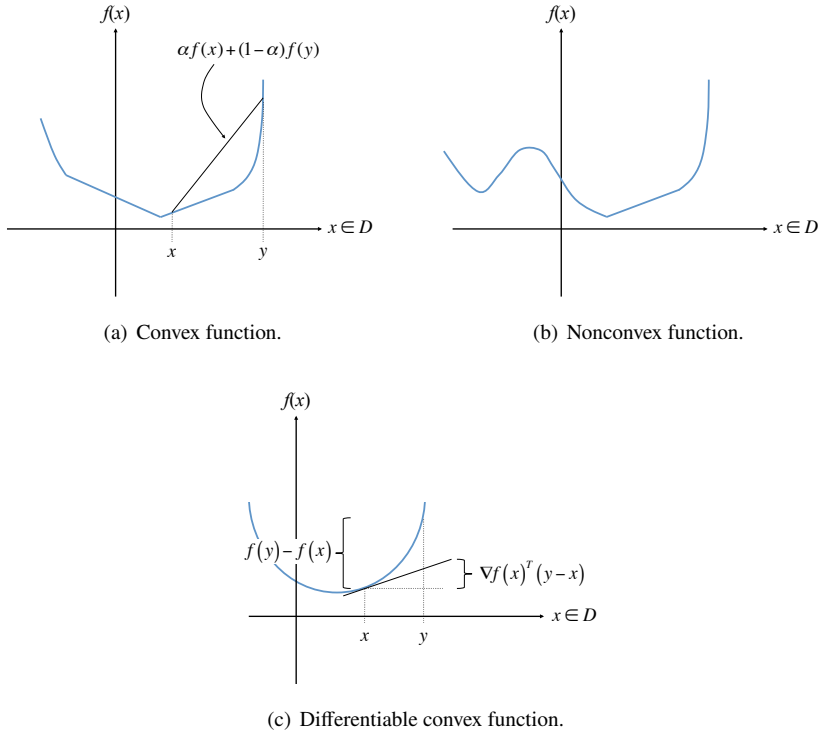 f(x)
αf(x)+(1−α)f(y)
x ∈ D
x
y
(a) Convex function.
f(x)
x ∈ D
(b) Nonconvex function.
f(x)
f(y)−f(x)
∇f(x)^T(y−x)
x ∈ D
x
y
(c) Differentiable convex function.